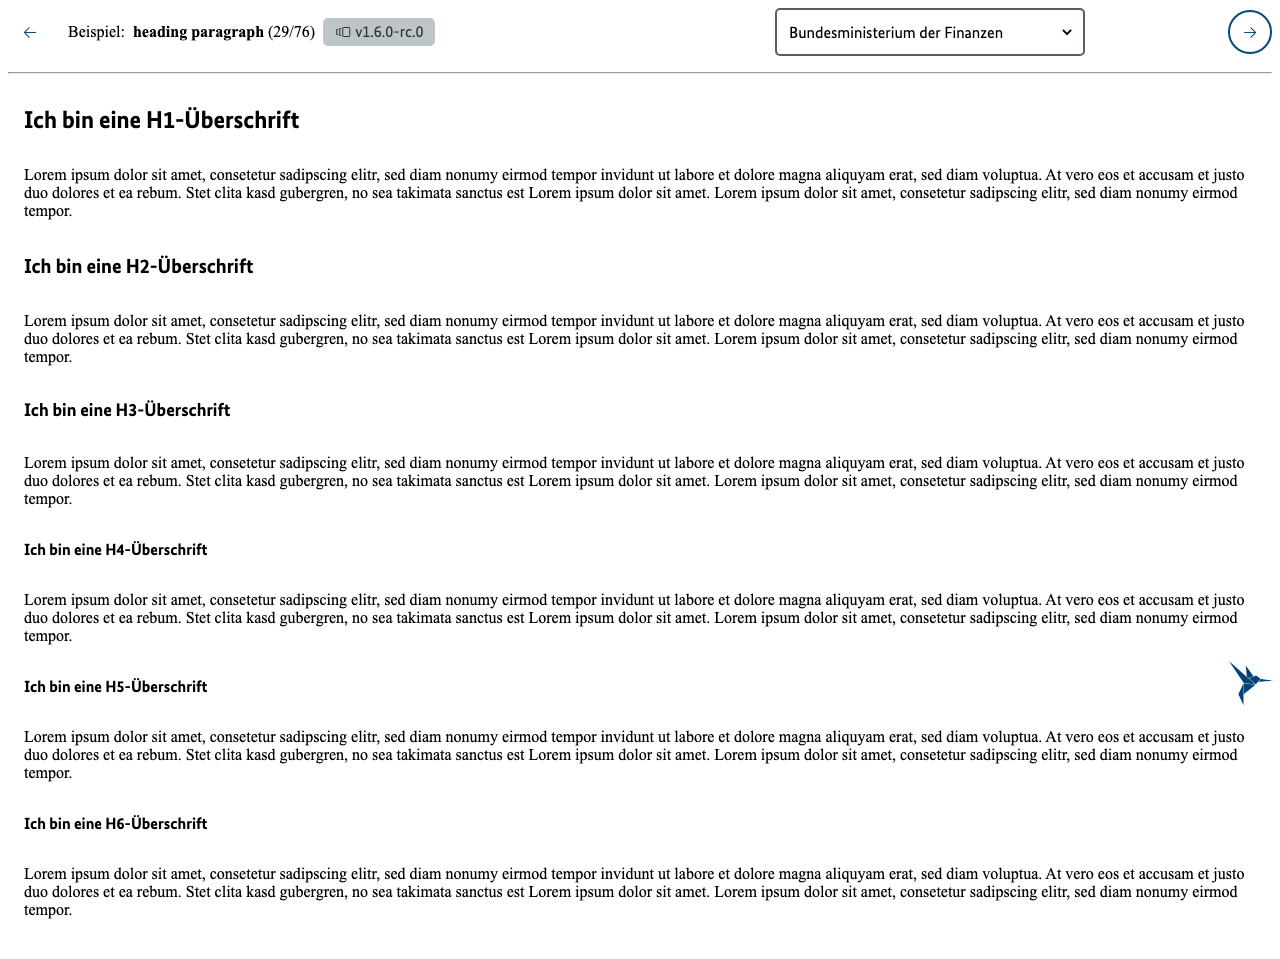 Beispiel: heading paragraph (29/76) v1.6.0-rc.0 Bundesministerium der Finanzen
Ich bin eine H1-Überschrift
Lorem ipsum dolor sit amet, consetetur sadipscing elitr, sed diam nonumy eirmod tempor invidunt ut labore et dolore magna aliquyam erat, sed diam voluptua. At vero eos et accusam et justo
duo dolores et ea rebum. Stet clita kasd gubergren, no sea takimata sanctus est Lorem ipsum dolor sit amet. Lorem ipsum dolor sit amet, consetetur sadipscing elitr, sed diam nonumy eirmod
tempor.
Ich bin eine H2-Überschrift
Lorem ipsum dolor sit amet, consetetur sadipscing elitr, sed diam nonumy eirmod tempor invidunt ut labore et dolore magna aliquyam erat, sed diam voluptua. At vero eos et accusam et justo
duo dolores et ea rebum. Stet clita kasd gubergren, no sea takimata sanctus est Lorem ipsum dolor sit amet. Lorem ipsum dolor sit amet, consetetur sadipscing elitr, sed diam nonumy eirmod
tempor.
Ich bin eine H3-Überschrift
Lorem ipsum dolor sit amet, consetetur sadipscing elitr, sed diam nonumy eirmod tempor invidunt ut labore et dolore magna aliquyam erat, sed diam voluptua. At vero eos et accusam et justo
duo dolores et ea rebum. Stet clita kasd gubergren, no sea takimata sanctus est Lorem ipsum dolor sit amet. Lorem ipsum dolor sit amet, consetetur sadipscing elitr, sed diam nonumy eirmod
tempor.
Ich bin eine H4-Überschrift
Lorem ipsum dolor sit amet, consetetur sadipscing elitr, sed diam nonumy eirmod tempor invidunt ut labore et dolore magna aliquyam erat, sed diam voluptua. At vero eos et accusam et justo
duo dolores et ea rebum. Stet clita kasd gubergren, no sea takimata sanctus est Lorem ipsum dolor sit amet. Lorem ipsum dolor sit amet, consetetur sadipscing elitr, sed diam nonumy eirmod
tempor.
Ich bin eine H5-Überschrift
Lorem ipsum dolor sit amet, consetetur sadipscing elitr, sed diam nonumy eirmod tempor invidunt ut labore et dolore magna aliquyam erat, sed diam voluptua. At vero eos et accusam et justo
duo dolores et ea rebum. Stet clita kasd gubergren, no sea takimata sanctus est Lorem ipsum dolor sit amet. Lorem ipsum dolor sit amet, consetetur sadipscing elitr, sed diam nonumy eirmod
tempor.
Ich bin eine H6-Überschrift
Lorem ipsum dolor sit amet, consetetur sadipscing elitr, sed diam nonumy eirmod tempor invidunt ut labore et dolore magna aliquyam erat, sed diam voluptua. At vero eos et accusam et justo
duo dolores et ea rebum. Stet clita kasd gubergren, no sea takimata sanctus est Lorem ipsum dolor sit amet. Lorem ipsum dolor sit amet, consetetur sadipscing elitr, sed diam nonumy eirmod
tempor.